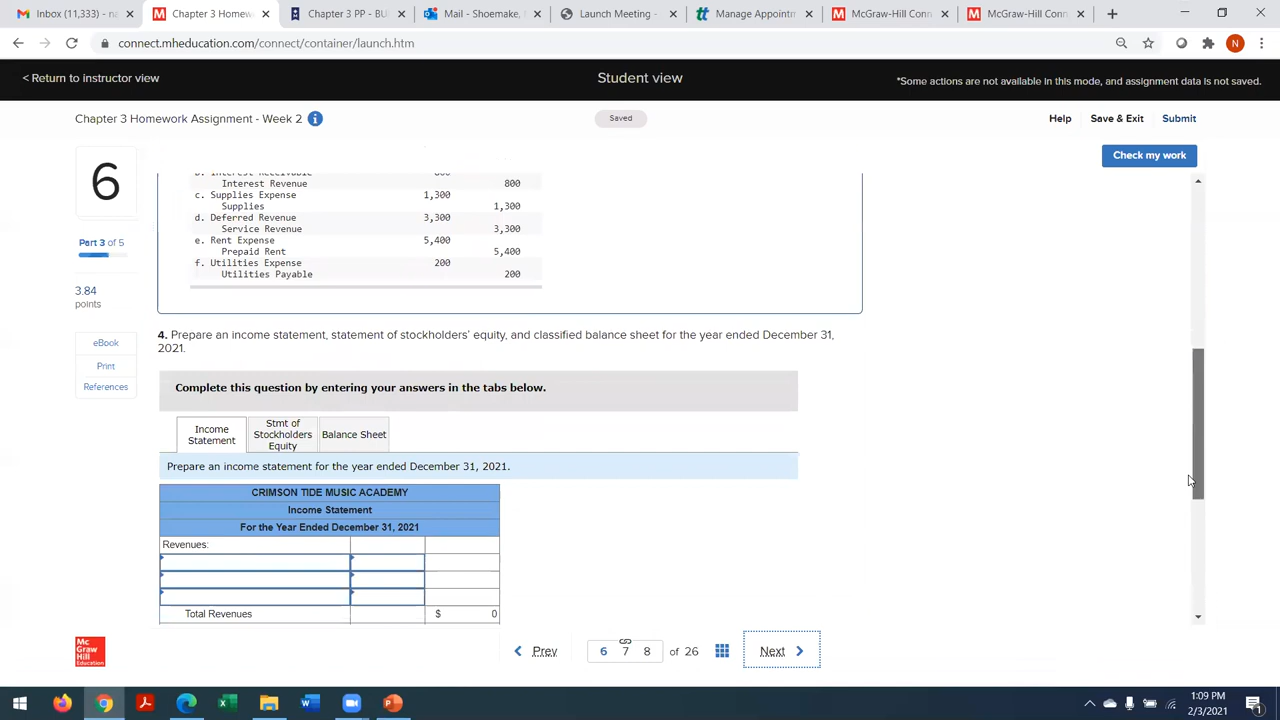 Inbox (11,333) - na
Chapter 3 Homew
Chapter 3 PP - BU
Mail - Shoemake,
Launch Meeting -
Manage Appointm
McGraw-Hill Conn
McGraw-Hill Conn
connect.mheducation.com/connect/container/launch.htm
N
< Return to instructor view
Student view
*Some actions are not available in this mode, and assignment data is not saved.
Chapter 3 Homework Assignment - Week 2 i
Saved
Help
Save & Exit
Submit
Check my work
6
Part 3 of 5
3.84
points
eBook
Print
References
b. Interest Receivable 800
Interest Revenue 800
c. Supplies Expense 1,300
Supplies 1,300
d. Deferred Revenue 3,300
Service Revenue 3,300
e. Rent Expense 5,400
Prepaid Rent 5,400
f. Utilities Expense 200
Utilities Payable 200
4. Prepare an income statement, statement of stockholders' equity, and classified balance sheet for the year ended December 31,
2021.
Complete this question by entering your answers in the tabs below.
Income
Statement
Stmt of
Stockholders
Equity
Balance Sheet
Prepare an income statement for the year ended December 31, 2021.
CRIMSON TIDE MUSIC ACADEMY
Income Statement
For the Year Ended December 31, 2021
Revenues:
Total Revenues $ 0
Mc
Graw
Hill
Education
Prev
6 7 8 of 26
Next
1:09 PM
2/3/2021
1